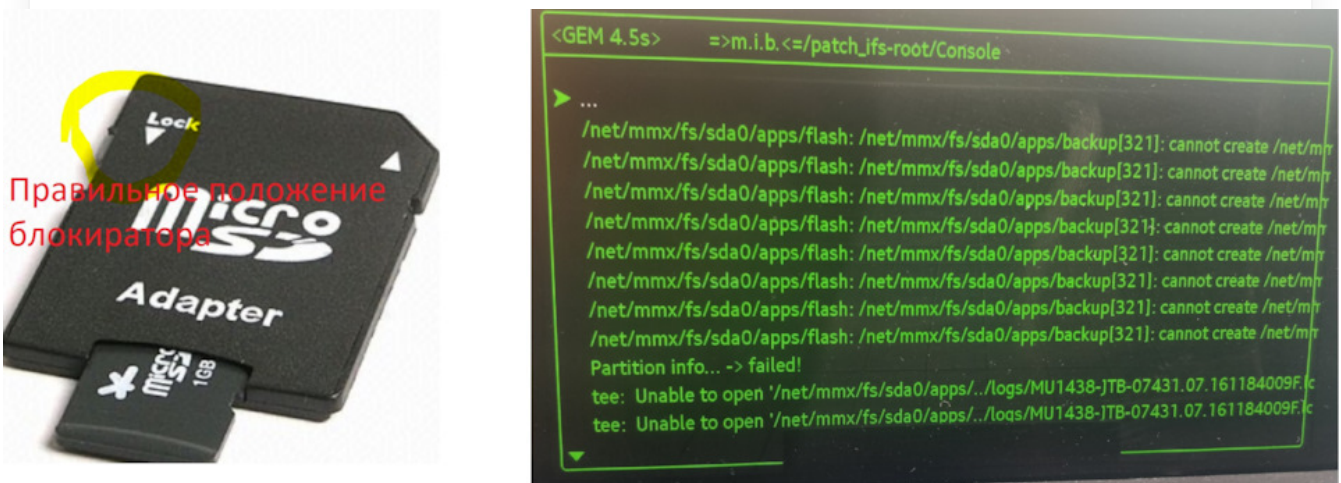 Lock
Правильное положение
блокиратора
micro
SD
Adapter
micro
1GB
<GEM 4.5s> =>m.i.b.<=/patch_ifs-root/Console
...
/net/mmx/fs/sda0/apps/flash: /net/mmx/fs/sda0/apps/backup[321]: cannot create /net/mm
/net/mmx/fs/sda0/apps/flash: /net/mmx/fs/sda0/apps/backup[321]: cannot create /net/mm
/net/mmx/fs/sda0/apps/flash: /net/mmx/fs/sda0/apps/backup[321]: cannot create /net/mm
/net/mmx/fs/sda0/apps/flash: /net/mmx/fs/sda0/apps/backup[321]: cannot create /net/mm
/net/mmx/fs/sda0/apps/flash: /net/mmx/fs/sda0/apps/backup[321]: cannot create /net/mm
/net/mmx/fs/sda0/apps/flash: /net/mmx/fs/sda0/apps/backup[321]: cannot create /net/mm
/net/mmx/fs/sda0/apps/flash: /net/mmx/fs/sda0/apps/backup[321]: cannot create /net/mm
/net/mmx/fs/sda0/apps/flash: /net/mmx/fs/sda0/apps/backup[321]: cannot create /net/mm
Partition info... -> failed!
tee: Unable to open '/net/mmx/fs/sda0/apps/../logs/MU1438-JTB-07431.07.161184009F.
tee: Unable to open '/net/mmx/fs/sda0/apps/../logs/MU1438-JTB-07431.07.161184009F.